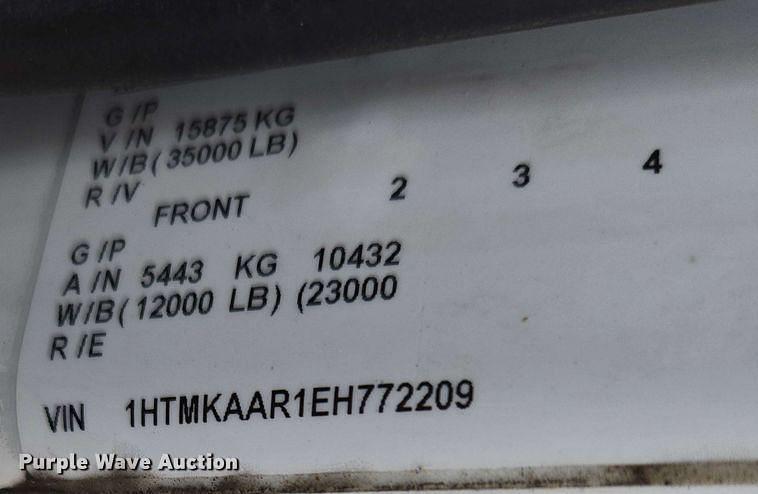 G /P
V /N 15875 KG
W/B (35000 LB)
R /V
FRONT 2 3 4
G /P
A /N 5443 KG 10432
W/B (12000 LB) (23000
R /E
VIN 1HTMKAAR1EH772209
Purple Wave Auction